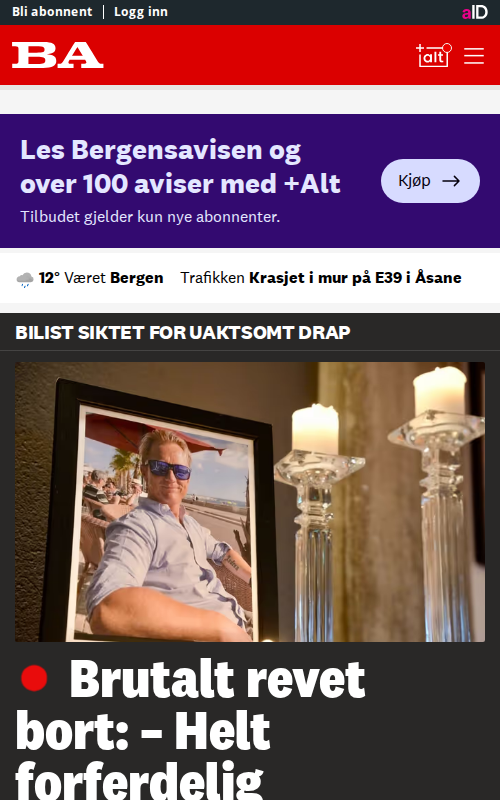 Bli abonnent Logg inn aID
BA +alt
Les Bergensavisen og
over 100 aviser med +Alt
Tilbudet gjelder kun nye abonnenter.
Kjøp →
12° Været Bergen Trafikken Krasjet i mur på E39 i Åsane
BILIST SIKTET FOR UAKTSOMT DRAP
Brutalt revet
bort: – Helt
forferdelig